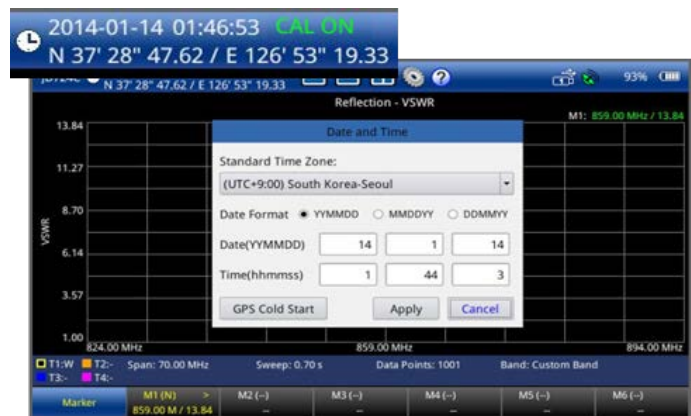 2014-01-14 01:46:53 CAL ON
N 37' 28" 47.62 / E 126' 53" 19.33
N 37' 28" 47.62 / E 126' 53" 19.33
93%
Reflection - VSWR
M1: 859.00 MHz / 13.84
13.84
11.27
8.70
6.14
3.57
1.00
VSWR
Date and Time
Standard Time Zone:
(UTC+9:00) South Korea-Seoul
Date Format YYMMDD MMDDYY DDMMYY
Date(YYMMDD) 14 1 14
Time(hhmmss) 1 44 3
GPS Cold Start Apply Cancel
824.00 MHz 859.00 MHz 894.00 MHz
T1:W T2:- Span: 70.00 MHz Sweep: 0.70 s Data Points: 1001 Band: Custom Band
T3:- T4:-
Marker M1 (N) > M2 (--) M3 (--) M4 (--) M5 (--) M6 (--)
859.00 M / 13.84 -- -- -- -- --